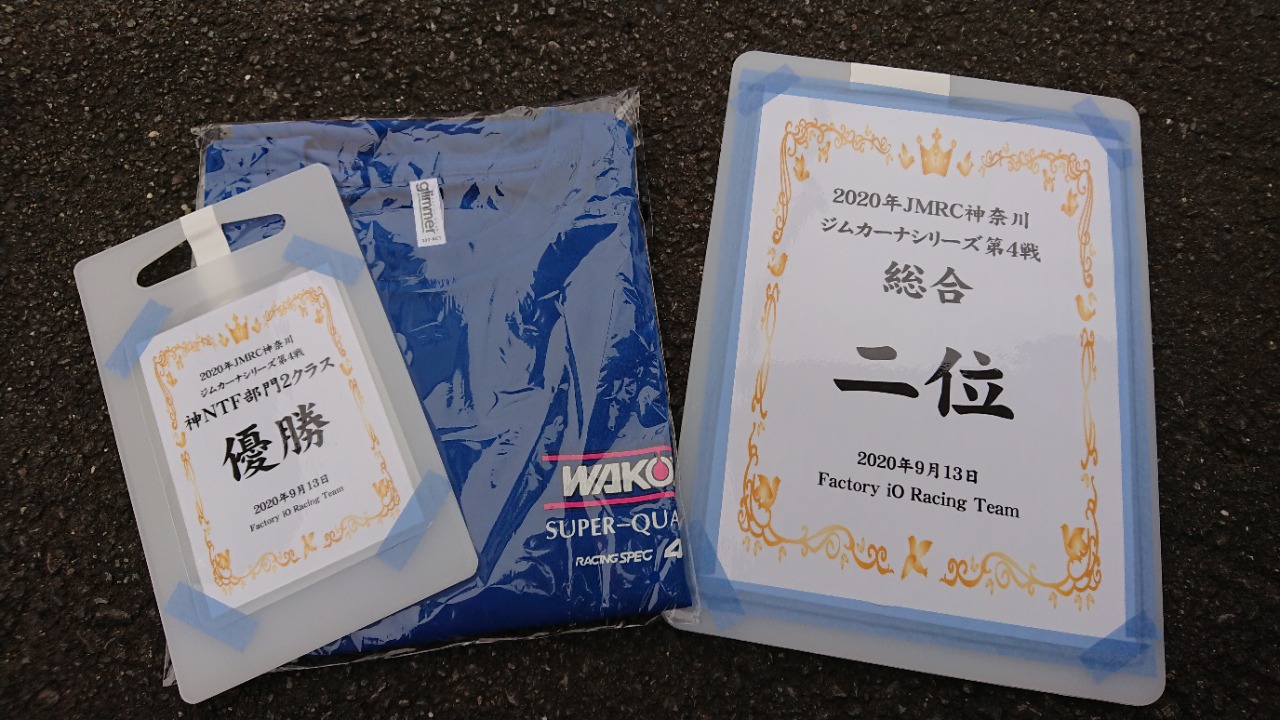 2020年JMRC神奈川
ジムカーナシリーズ第4戦
神NTF部門2クラス
優勝
2020年9月13日
Factory iO Racing Team
glimmer
WAKO
SUPER-QUA
RACING SPEC 4
2020年JMRC神奈川
ジムカーナシリーズ第4戦
総合
二位
2020年9月13日
Factory iO Racing Team